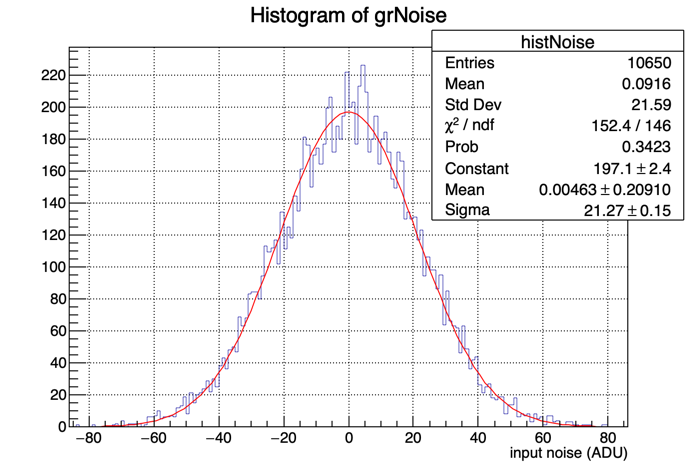 Histogram of grNoise
histNoise
Entries 10650
Mean 0.0916
Std Dev 21.59
χ² / ndf 152.4 / 146
Prob 0.3423
Constant 197.1 ± 2.4
Mean 0.00463 ± 0.20910
Sigma 21.27 ± 0.15
220
200
180
160
140
120
100
80
60
40
20
0
−80 −60 −40 −20 0 20 40 60 80
input noise (ADU)